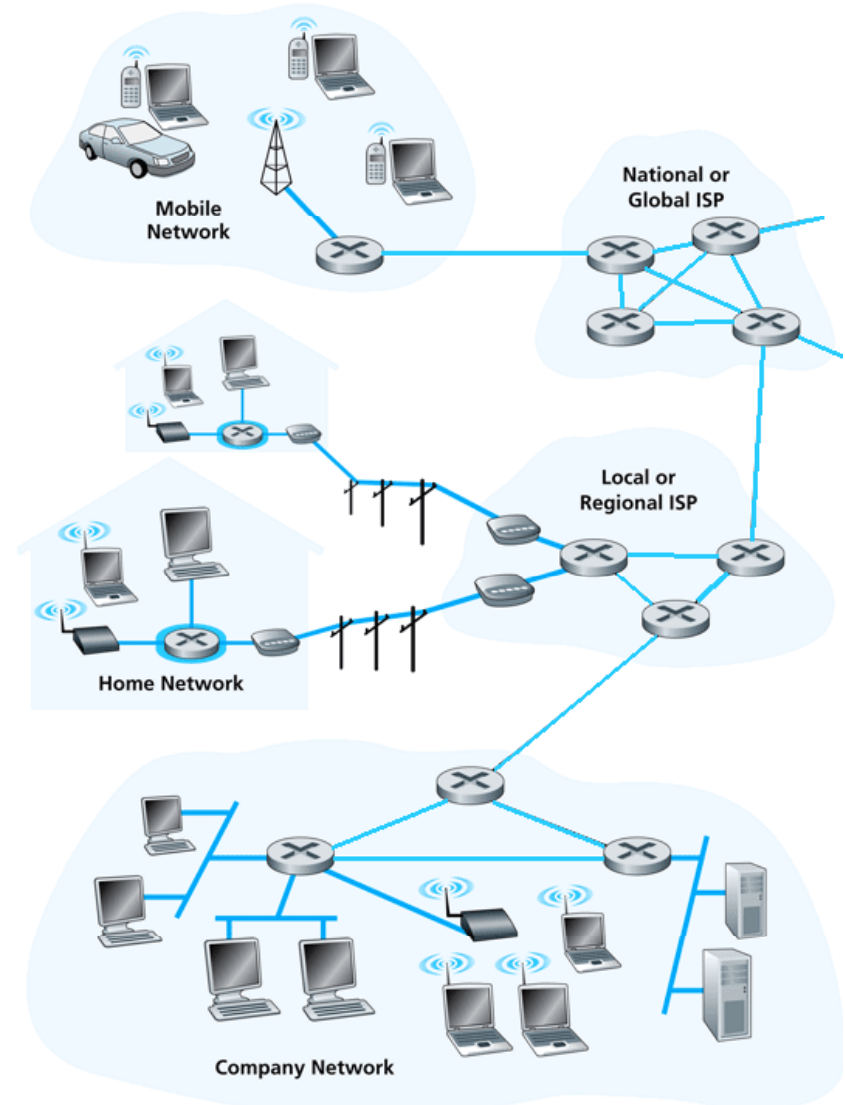 National or
Global ISP
Mobile
Network
Local or
Regional ISP
Home Network
Company Network